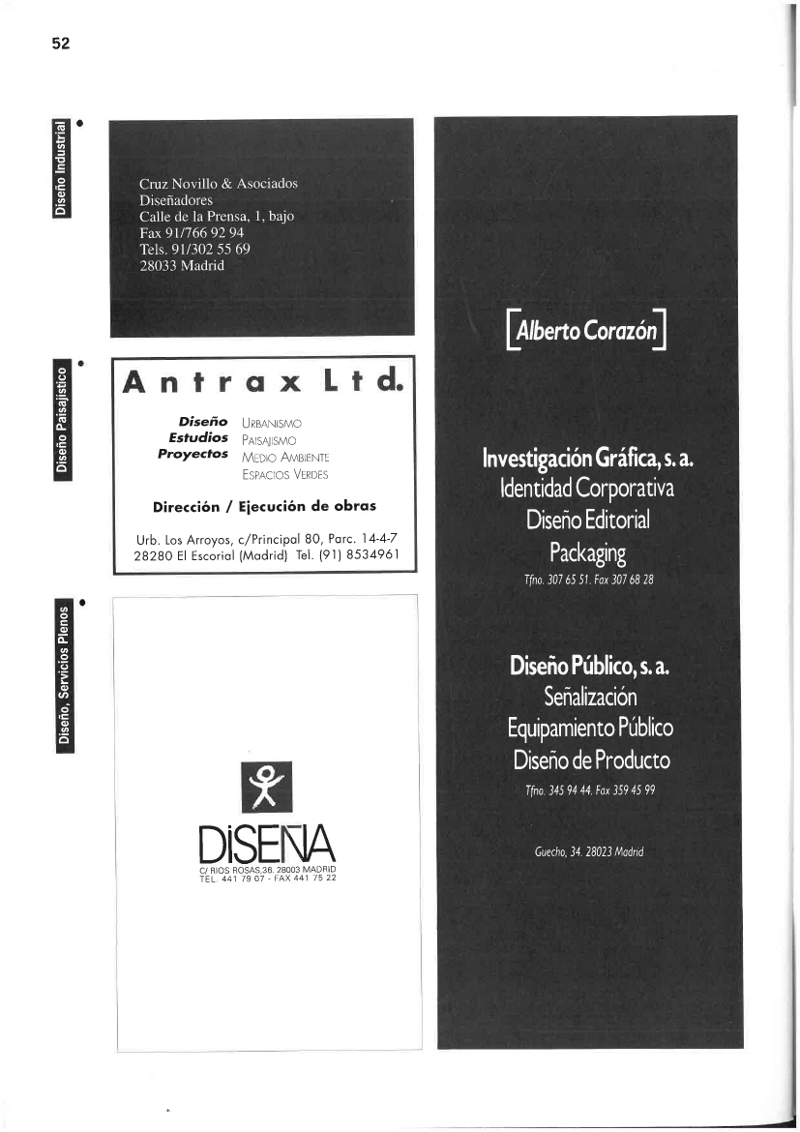 52
Diseño Industrial
Cruz Novillo & Asociados
Diseñadores
Calle de la Prensa, 1, bajo
Fax 91/766 92 94
Tels. 91/302 55 69
28033 Madrid
Diseño Paisajístico
Antrax Ltd.
Diseño URBANISMO
Estudios PAISAJISMO
Proyectos MEDIO AMBIENTE
ESPACIOS VERDES
Dirección / Ejecución de obras
Urb. Los Arroyos, c/Principal 80, Parc. 14-4-7
28280 El Escorial (Madrid) Tel. (91) 8534961
Diseño, Servicios Plenos
DiSEÑA
C/ RIOS ROSAS,36. 28003 MADRID
TEL. 441 79 07 - FAX 441 75 22
[Alberto Corazón]
Investigación Gráfica, s. a.
Identidad Corporativa
Diseño Editorial
Packaging
Tfno. 307 65 51. Fax 307 68 28
Diseño Público, s. a.
Señalización
Equipamiento Público
Diseño de Producto
Tfno. 345 94 44. Fax 359 45 99
Guecho, 34. 28023 Madrid